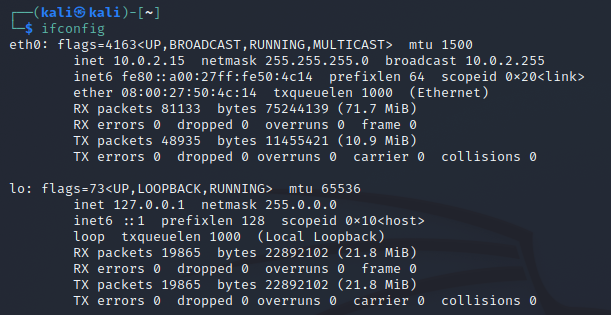 ┌──(kali㉿kali)-[~]
└─$ ifconfig
eth0: flags=4163<UP,BROADCAST,RUNNING,MULTICAST>  mtu 1500
        inet 10.0.2.15  netmask 255.255.255.0  broadcast 10.0.2.255
        inet6 fe80::a00:27ff:fe50:4c14  prefixlen 64  scopeid 0×20<link>
        ether 08:00:27:50:4c:14  txqueuelen 1000  (Ethernet)
        RX packets 81133  bytes 75244139 (71.7 MiB)
        RX errors 0  dropped 0  overruns 0  frame 0
        TX packets 48935  bytes 11455421 (10.9 MiB)
        TX errors 0  dropped 0 overruns 0  carrier 0  collisions 0

lo: flags=73<UP,LOOPBACK,RUNNING>  mtu 65536
        inet 127.0.0.1  netmask 255.0.0.0
        inet6 ::1  prefixlen 128  scopeid 0×10<host>
        loop  txqueuelen 1000  (Local Loopback)
        RX packets 19865  bytes 22892102 (21.8 MiB)
        RX errors 0  dropped 0  overruns 0  frame 0
        TX packets 19865  bytes 22892102 (21.8 MiB)
        TX errors 0  dropped 0 overruns 0  carrier 0  collisions 0